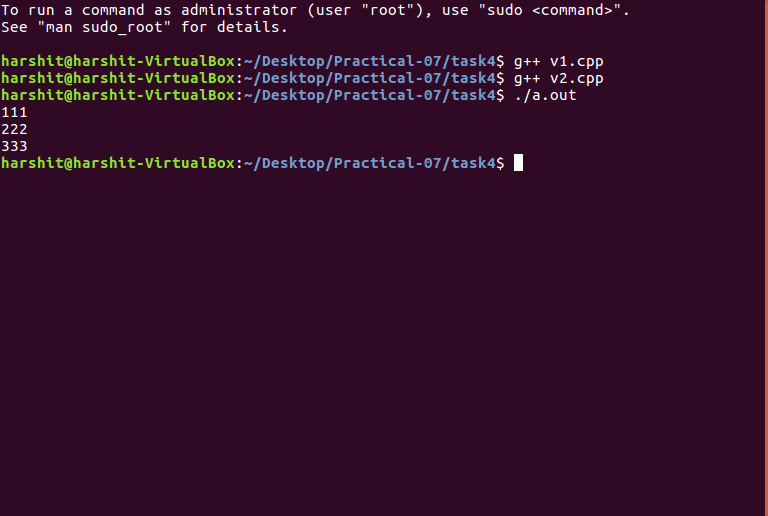 To run a command as administrator (user "root"), use "sudo <command>".
See "man sudo_root" for details.
harshit@harshit-VirtualBox:~/Desktop/Practical-07/task4$ g++ v1.cpp
harshit@harshit-VirtualBox:~/Desktop/Practical-07/task4$ g++ v2.cpp
harshit@harshit-VirtualBox:~/Desktop/Practical-07/task4$ ./a.out
111
222
333
harshit@harshit-VirtualBox:~/Desktop/Practical-07/task4$